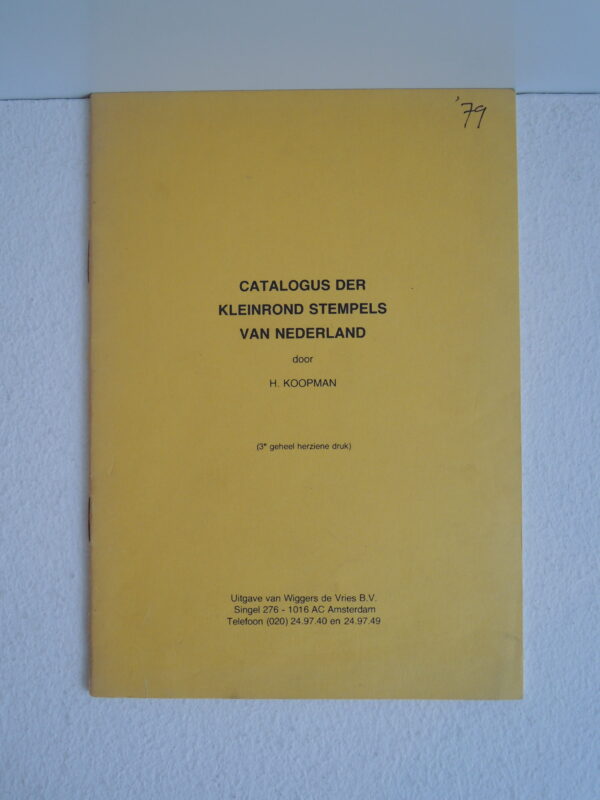 '79
CATALOGUS DER
KLEINROND STEMPELS
VAN NEDERLAND
door
H. KOOPMAN
(3e geheel herziene druk)
Uitgave van Wiggers de Vries B.V.
Singel 276 - 1016 AC Amsterdam
Telefoon (020) 24.97.40 en 24.97.49